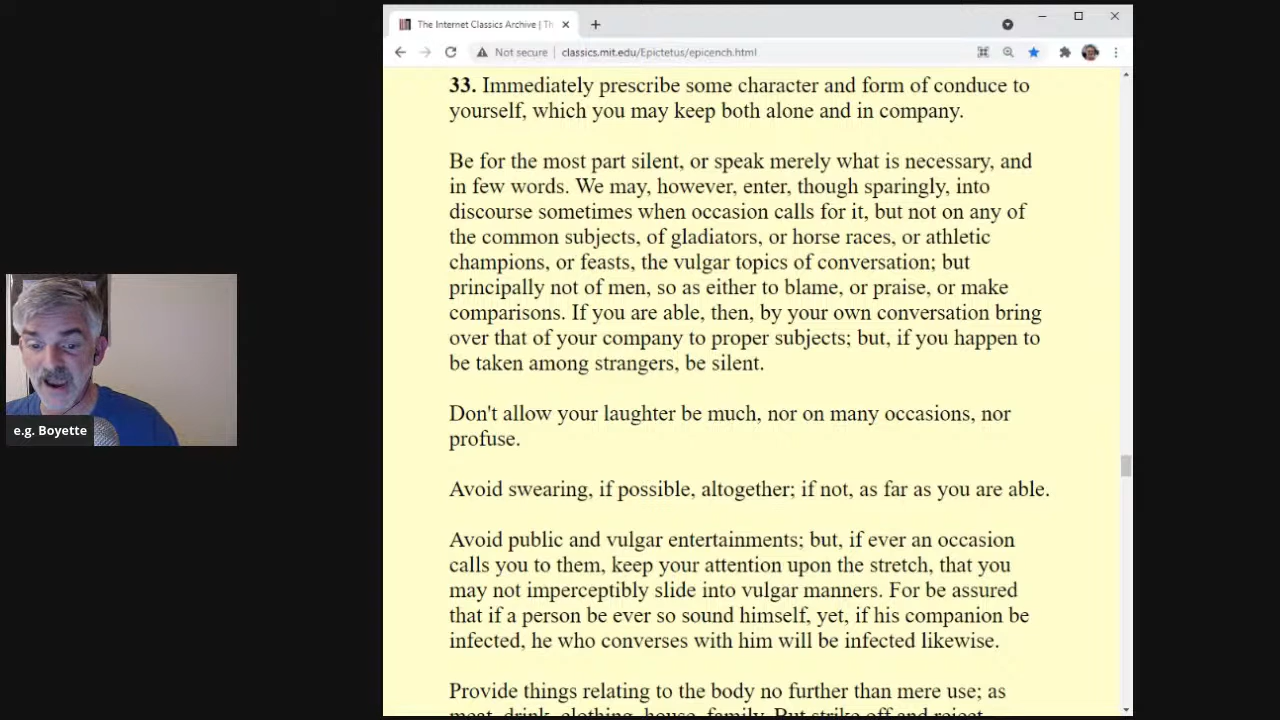 The Internet Classics Archive | Th
Not secure
classics.mit.edu/Epictetus/epicench.html
33. Immediately prescribe some character and form of conduce to
yourself, which you may keep both alone and in company.
Be for the most part silent, or speak merely what is necessary, and
in few words. We may, however, enter, though sparingly, into
discourse sometimes when occasion calls for it, but not on any of
the common subjects, of gladiators, or horse races, or athletic
champions, or feasts, the vulgar topics of conversation; but
principally not of men, so as either to blame, or praise, or make
comparisons. If you are able, then, by your own conversation bring
over that of your company to proper subjects; but, if you happen to
be taken among strangers, be silent.
Don't allow your laughter be much, nor on many occasions, nor
profuse.
Avoid swearing, if possible, altogether; if not, as far as you are able.
Avoid public and vulgar entertainments; but, if ever an occasion
calls you to them, keep your attention upon the stretch, that you
may not imperceptibly slide into vulgar manners. For be assured
that if a person be ever so sound himself, yet, if his companion be
infected, he who converses with him will be infected likewise.
Provide things relating to the body no further than mere use; as
meat, drink, clothing, house, family. But strike off and reject
e.g. Boyette